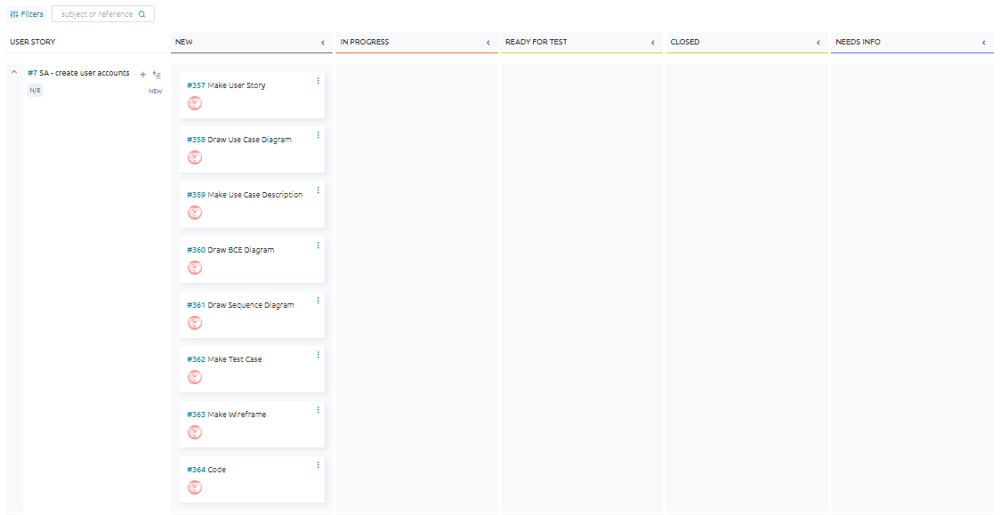 Filters
subject or reference
USER STORY
NEW
IN PROGRESS
READY FOR TEST
CLOSED
NEEDS INFO
#7 SA - create user accounts
N/E
NEW
#357 Make User Story
#358 Draw Use Case Diagram
#359 Make Use Case Description
#360 Draw BCE Diagram
#361 Draw Sequence Diagram
#362 Make Test Case
#363 Make Wireframe
#364 Code